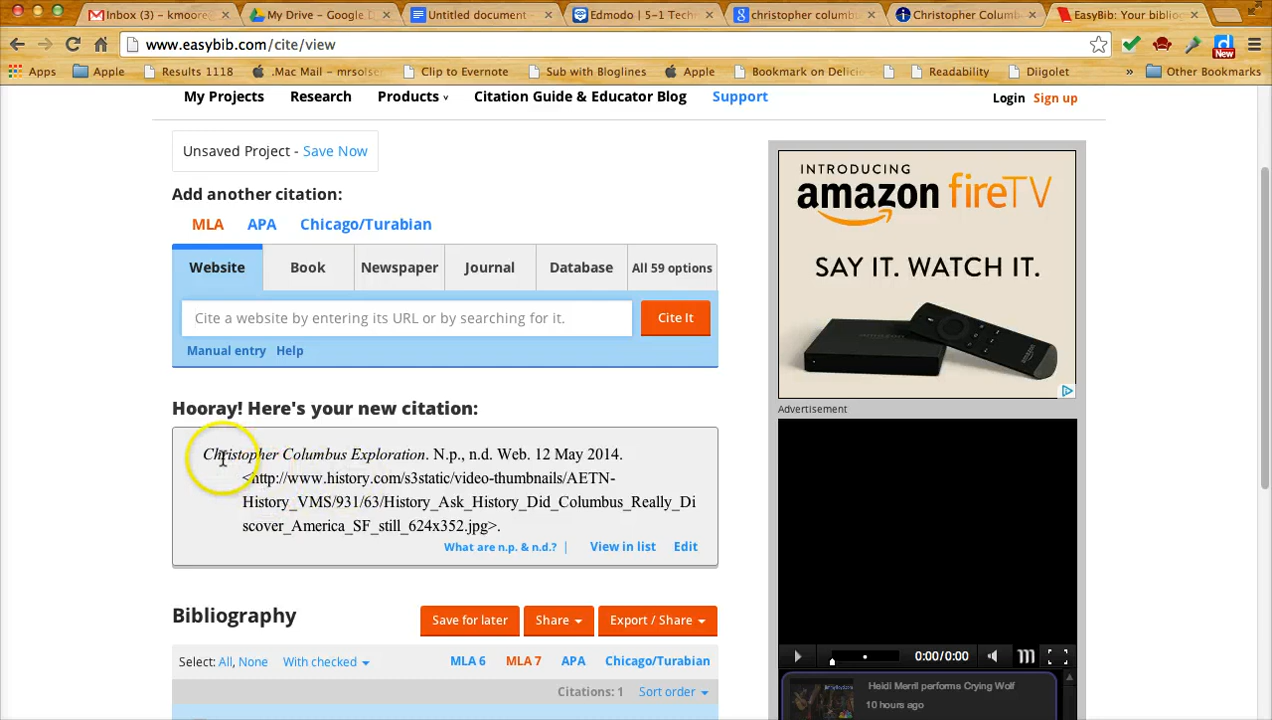 Inbox (3) - kmoore
My Drive - Google D
Untitled document -
Edmodo | 5-1 Techn
christopher columbu
Christopher Columb
EasyBib: Your biblio
www.easybib.com/cite/view
New
Apps
Apple
Results 1118
.Mac Mail - mrsolser
Clip to Evernote
Sub with Bloglines
Apple
Bookmark on Delicio
Readability
Diigolet
»
Other Bookmarks
My Projects
Research
Products
Citation Guide & Educator Blog
Support
Login
Sign up
Unsaved Project - Save Now
Add another citation:
MLA
APA
Chicago/Turabian
Website
Book
Newspaper
Journal
Database
All 59 options
Cite a website by entering its URL or by searching for it.
Cite It
Manual entry
Help
Hooray! Here's your new citation:
Christopher Columbus Exploration. N.p., n.d. Web. 12 May 2014.
<http://www.history.com/s3static/video-thumbnails/AETN-
History_VMS/931/63/History_Ask_History_Did_Columbus_Really_Di
scover_America_SF_still_624x352.jpg>.
What are n.p. & n.d.? |
View in list
Edit
Bibliography
Save for later
Share
Export / Share
Select: All, None
With checked
MLA 6
MLA 7
APA
Chicago/Turabian
Citations: 1
Sort order
INTRODUCING
amazon fireTV
SAY IT. WATCH IT.
Advertisement
0:00/0:00
Heidi Merrill performs Crying Wolf
10 hours ago